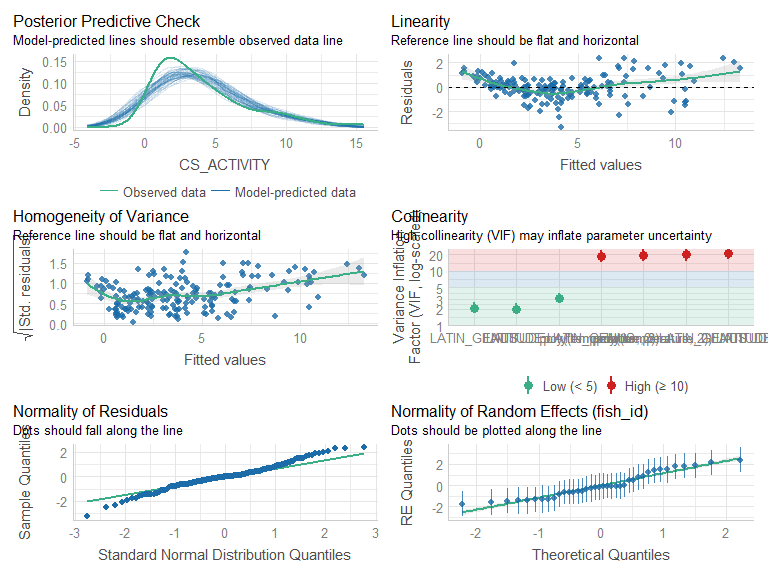 Posterior Predictive Check
Model-predicted lines should resemble observed data line
Density
0.15
0.10
0.05
0.00
-5
0
5
10
15
CS_ACTIVITY
Observed data
Model-predicted data
Linearity
Reference line should be flat and horizontal
Residuals
2
0
-2
0
5
10
Fitted values
Homogeneity of Variance
Reference line should be flat and horizontal
√|Std. residuals|
1.5
1.0
0.5
0.0
0
5
10
Fitted values
Collinearity
High collinearity (VIF) may inflate parameter uncertainty
Variance Inflation
Factor (VIF, log-scaled)
20
10
5
2
1
Low (< 5)
High (≥ 10)
Normality of Residuals
Dots should fall along the line
Sample Quantiles
2
0
-2
-3
-2
-1
0
1
2
3
Standard Normal Distribution Quantiles
Normality of Random Effects (fish_id)
Dots should be plotted along the line
RE Quantiles
2
0
-2
-2
-1
0
1
2
Theoretical Quantiles